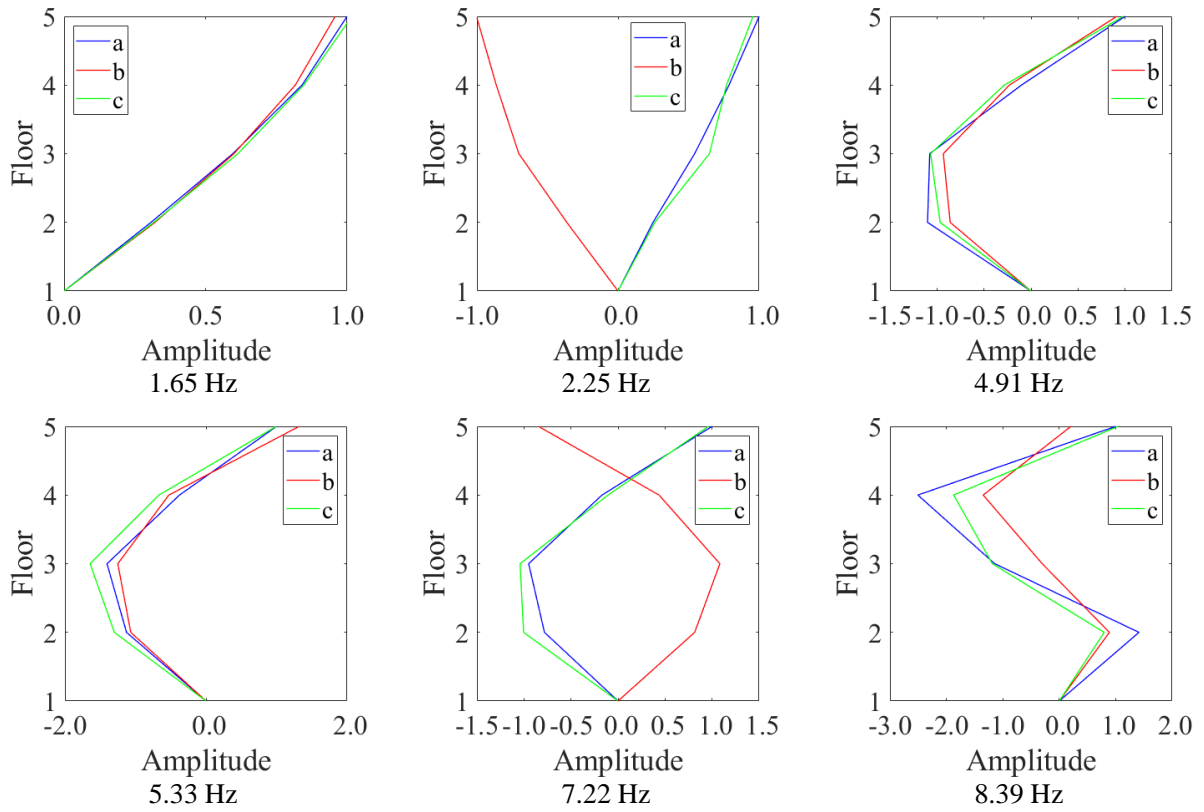 5
4
3
2
1
Floor
a
b
c
0.0 0.5 1.0
Amplitude
1.65 Hz
5
4
3
2
1
Floor
a
b
c
-1.0 0.0 1.0
Amplitude
2.25 Hz
5
4
3
2
1
Floor
a
b
c
-1.5 -1.0 -0.5 0.0 0.5 1.0 1.5
Amplitude
4.91 Hz
5
4
3
2
1
Floor
a
b
c
-2.0 0.0 2.0
Amplitude
5.33 Hz
5
4
3
2
1
Floor
a
b
c
-1.5 -1.0 -0.5 0.0 0.5 1.0 1.5
Amplitude
7.22 Hz
5
4
3
2
1
Floor
a
b
c
-3.0 -2.0 -1.0 0.0 1.0 2.0
Amplitude
8.39 Hz